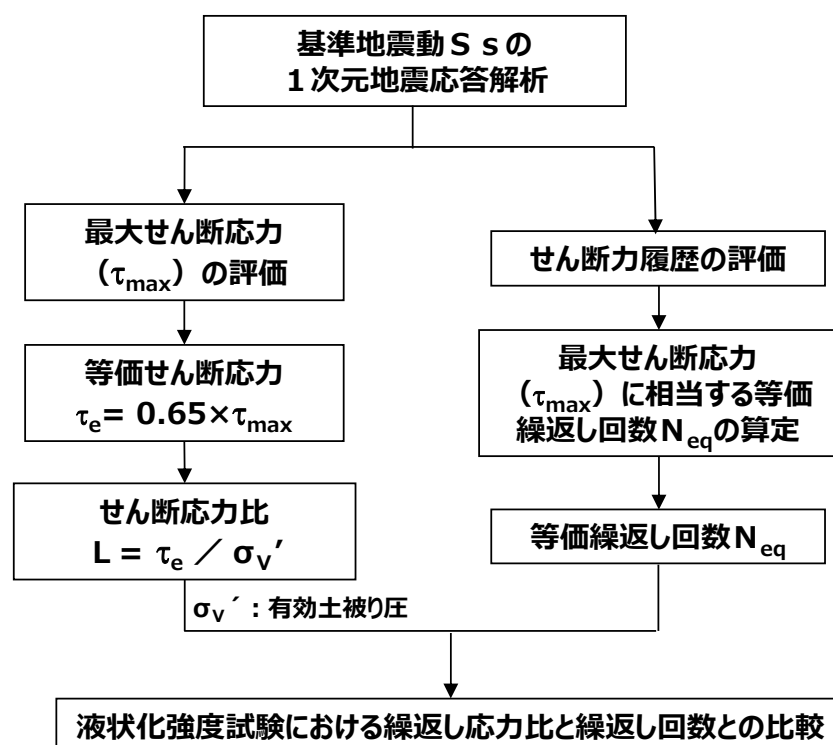 基準地震動Ｓｓの
１次元地震応答解析
最大せん断応力
（τmax）の評価
等価せん断応力
τe= 0.65×τmax
せん断応力比
L = τe ／ σV’
σV´：有効土被り圧
せん断力履歴の評価
最大せん断応力
（τmax）に相当する等価
繰返し回数Neqの算定
等価繰返し回数Neq
液状化強度試験における繰返し応力比と繰返し回数との比較